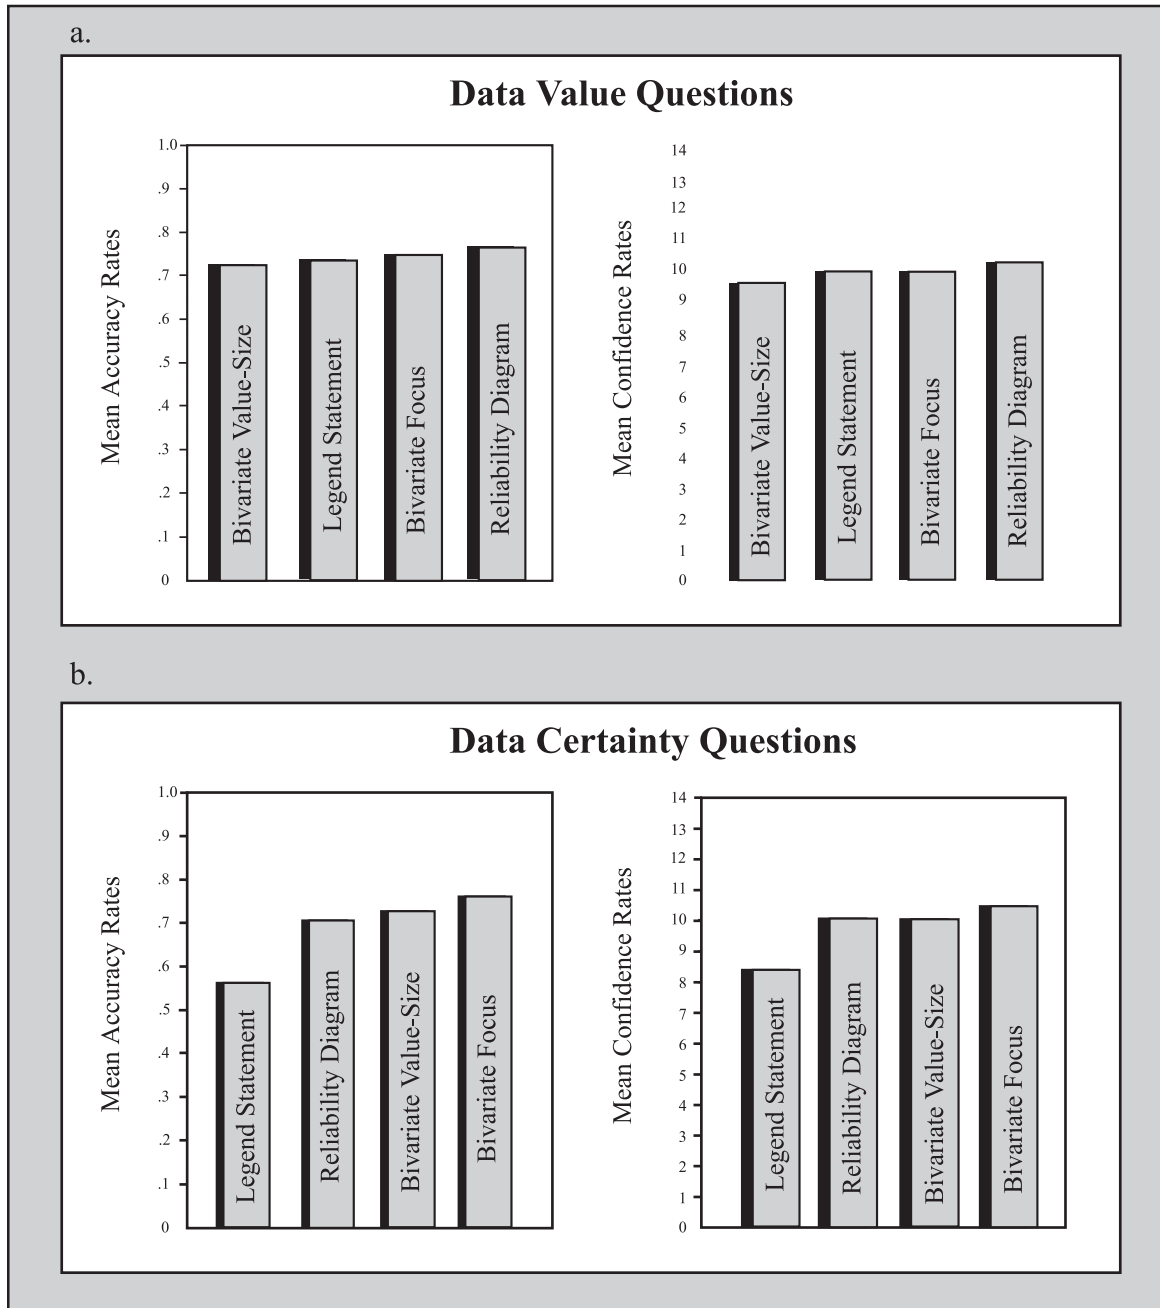 a.
Data Value Questions
Mean Accuracy Rates
1.0
.9
.8
.7
.6
.5
.4
.3
.2
.1
0
Bivariate Value-Size
Legend Statement
Bivariate Focus
Reliability Diagram
Mean Confidence Rates
14
13
12
11
10
9
8
7
6
5
4
3
2
1
0
Bivariate Value-Size
Legend Statement
Bivariate Focus
Reliability Diagram
b.
Data Certainty Questions
Mean Accuracy Rates
1.0
.9
.8
.7
.6
.5
.4
.3
.2
.1
0
Legend Statement
Reliability Diagram
Bivariate Value-Size
Bivariate Focus
Mean Confidence Rates
14
13
12
11
10
9
8
7
6
5
4
3
2
1
0
Legend Statement
Reliability Diagram
Bivariate Value-Size
Bivariate Focus